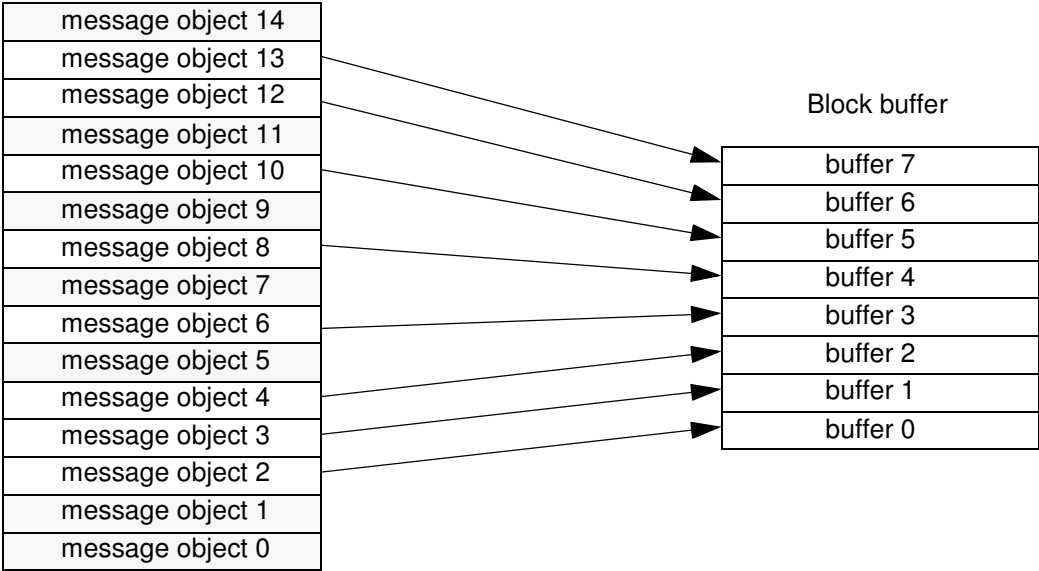 message object 14
message object 13
message object 12
message object 11
message object 10
message object 9
message object 8
message object 7
message object 6
message object 5
message object 4
message object 3
message object 2
message object 1
message object 0
Block buffer
buffer 7
buffer 6
buffer 5
buffer 4
buffer 3
buffer 2
buffer 1
buffer 0